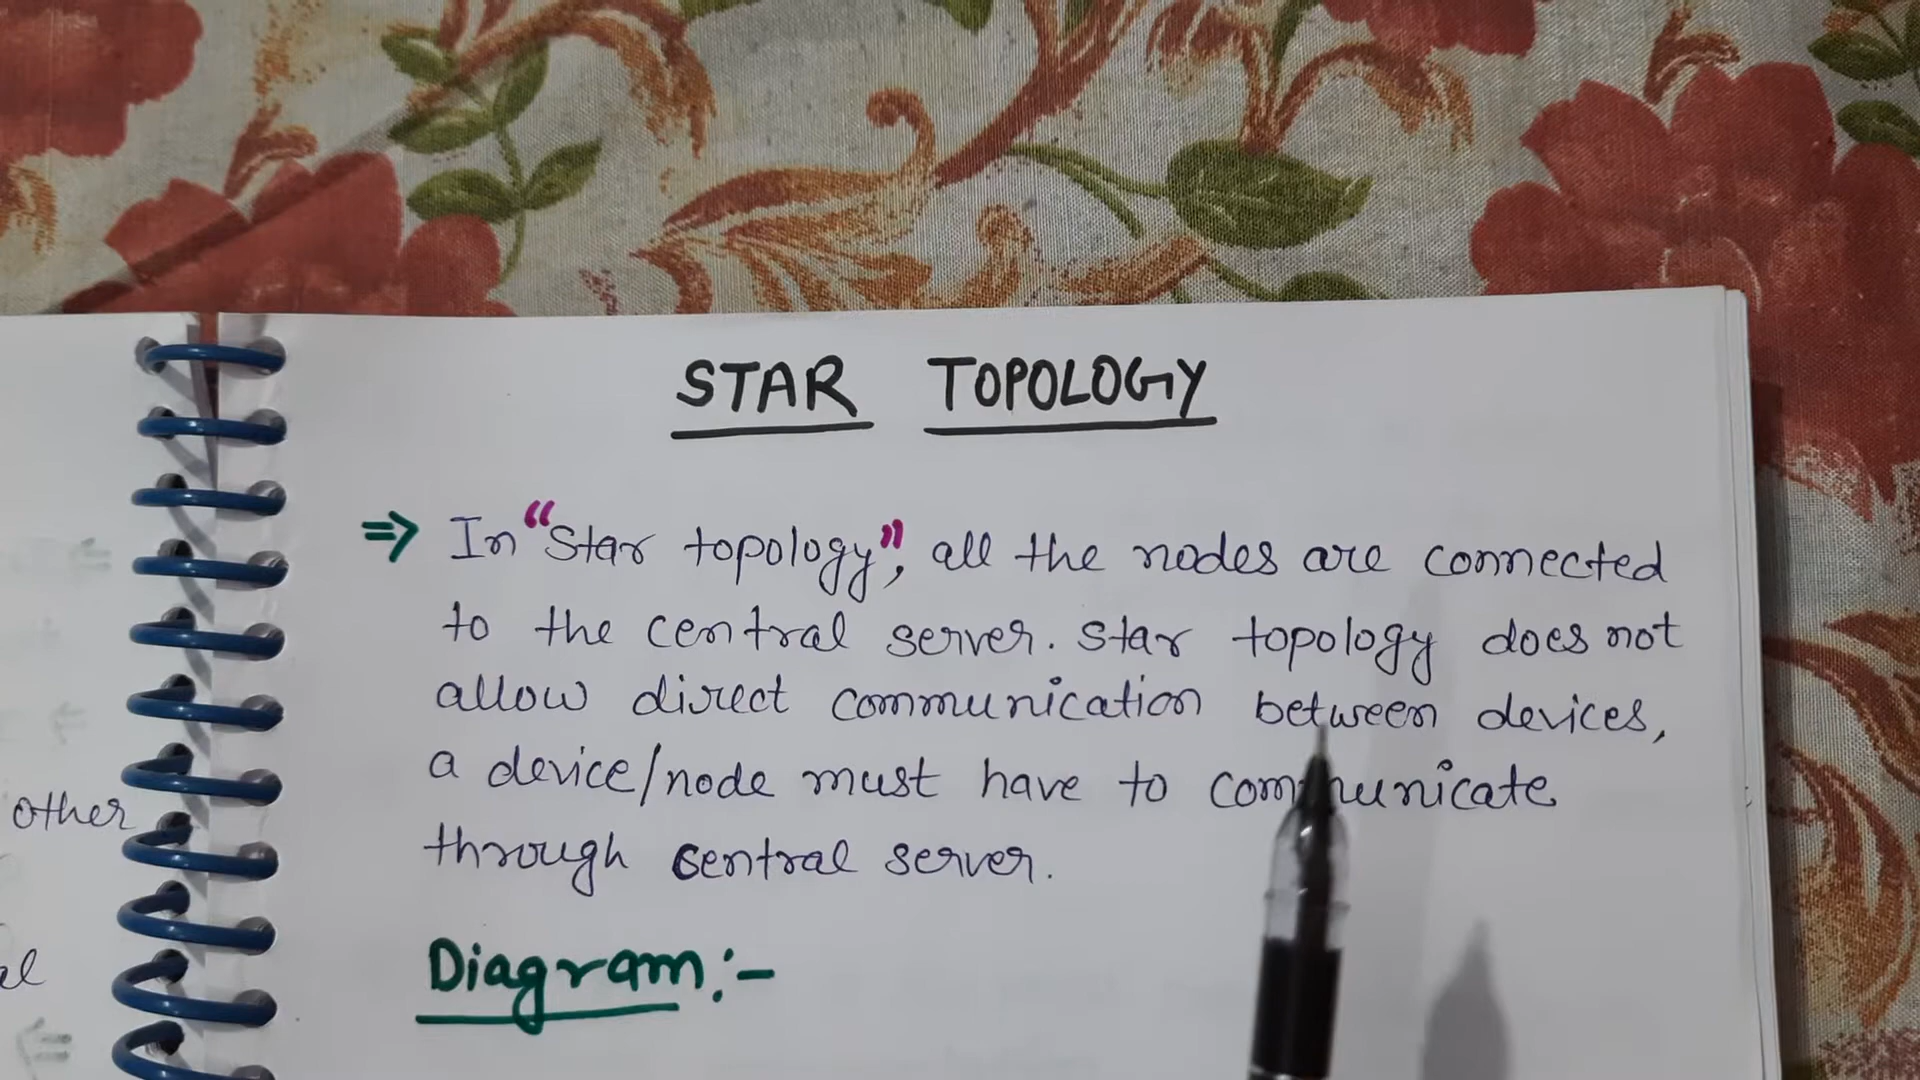 STAR TOPOLOGY
⇒ In “Star topology”, all the nodes are connected
to the central server. Star topology does not
allow direct communication between devices,
a device/node must have to communicate
through central server.
Diagram:-
other